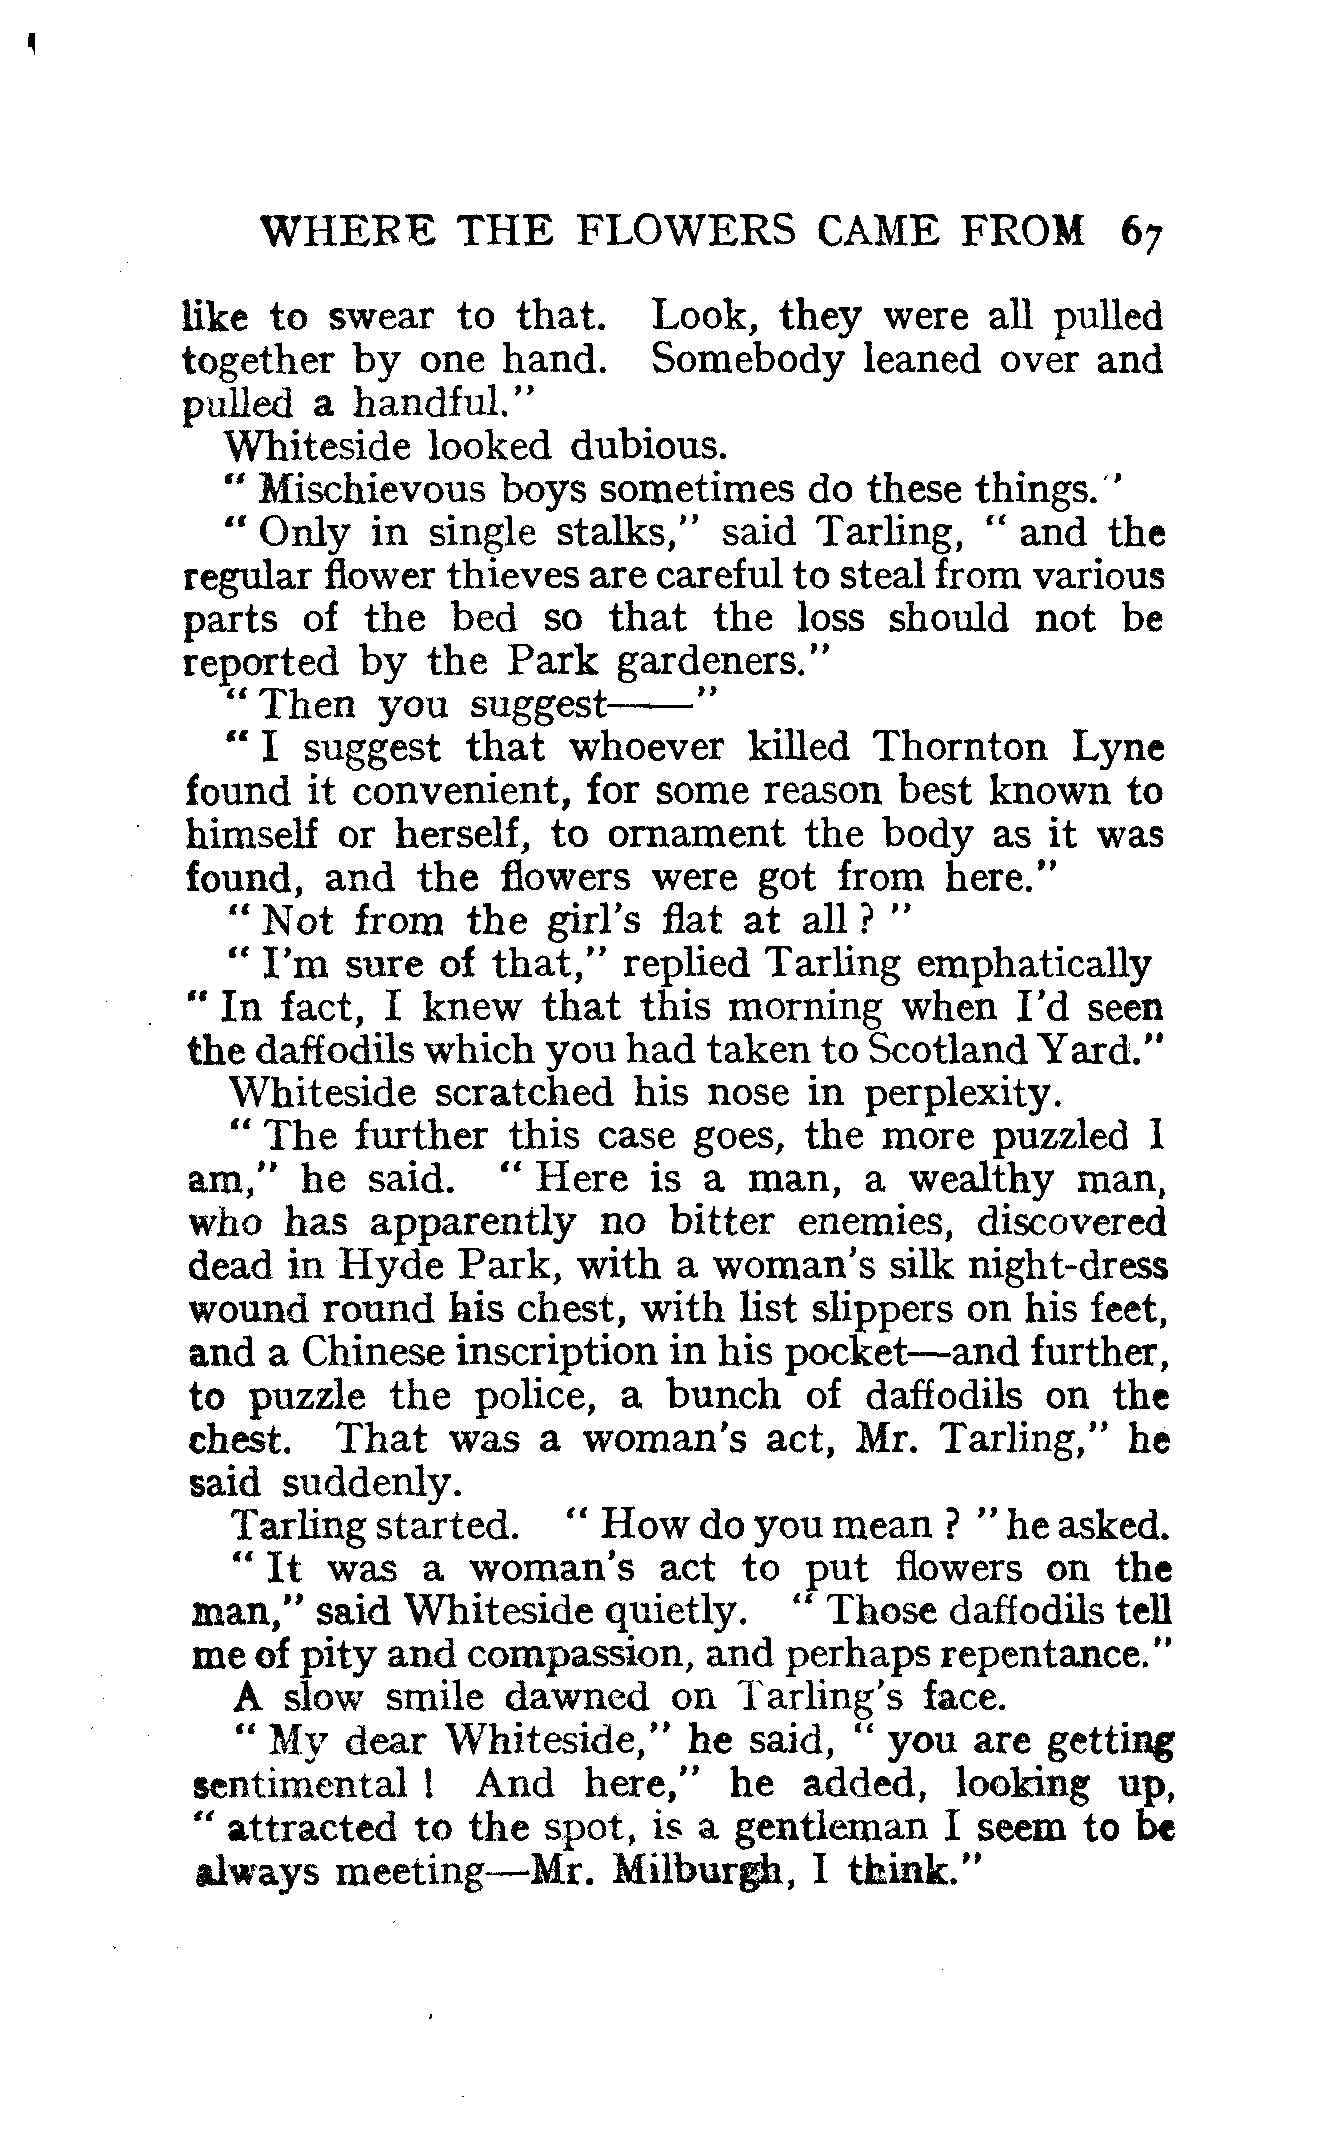 WHERE THE FLOWERS CAME FROM 67
like to swear to that. Look, they were all pulled
together by one hand. Somebody leaned over and
pulled a handful."
Whiteside looked dubious.
" Mischievous boys sometimes do these things."
" Only in single stalks," said Tarling, " and the
regular flower thieves are careful to steal from various
parts of the bed so that the loss should not be
reported by the Park gardeners."
" Then you suggest——"
" I suggest that whoever killed Thornton Lyne
found it convenient, for some reason best known to
himself or herself, to ornament the body as it was
found, and the flowers were got from here."
" Not from the girl's flat at all ? "
" I'm sure of that," replied Tarling emphatically
" In fact, I knew that this morning when I'd seen
the daffodils which you had taken to Scotland Yard."
Whiteside scratched his nose in perplexity.
" The further this case goes, the more puzzled I
am," he said. " Here is a man, a wealthy man,
who has apparently no bitter enemies, discovered
dead in Hyde Park, with a woman's silk night-dress
wound round his chest, with list slippers on his feet,
and a Chinese inscription in his pocket—and further,
to puzzle the police, a bunch of daffodils on the
chest. That was a woman's act, Mr. Tarling," he
said suddenly.
Tarling started. " How do you mean ? " he asked.
" It was a woman's act to put flowers on the
man," said Whiteside quietly. " Those daffodils tell
me of pity and compassion, and perhaps repentance."
A slow smile dawned on Tarling's face.
" My dear Whiteside," he said, " you are getting
sentimental ! And here," he added, looking up,
" attracted to the spot, is a gentleman I seem to be
always meeting—Mr. Milburgh, I think."